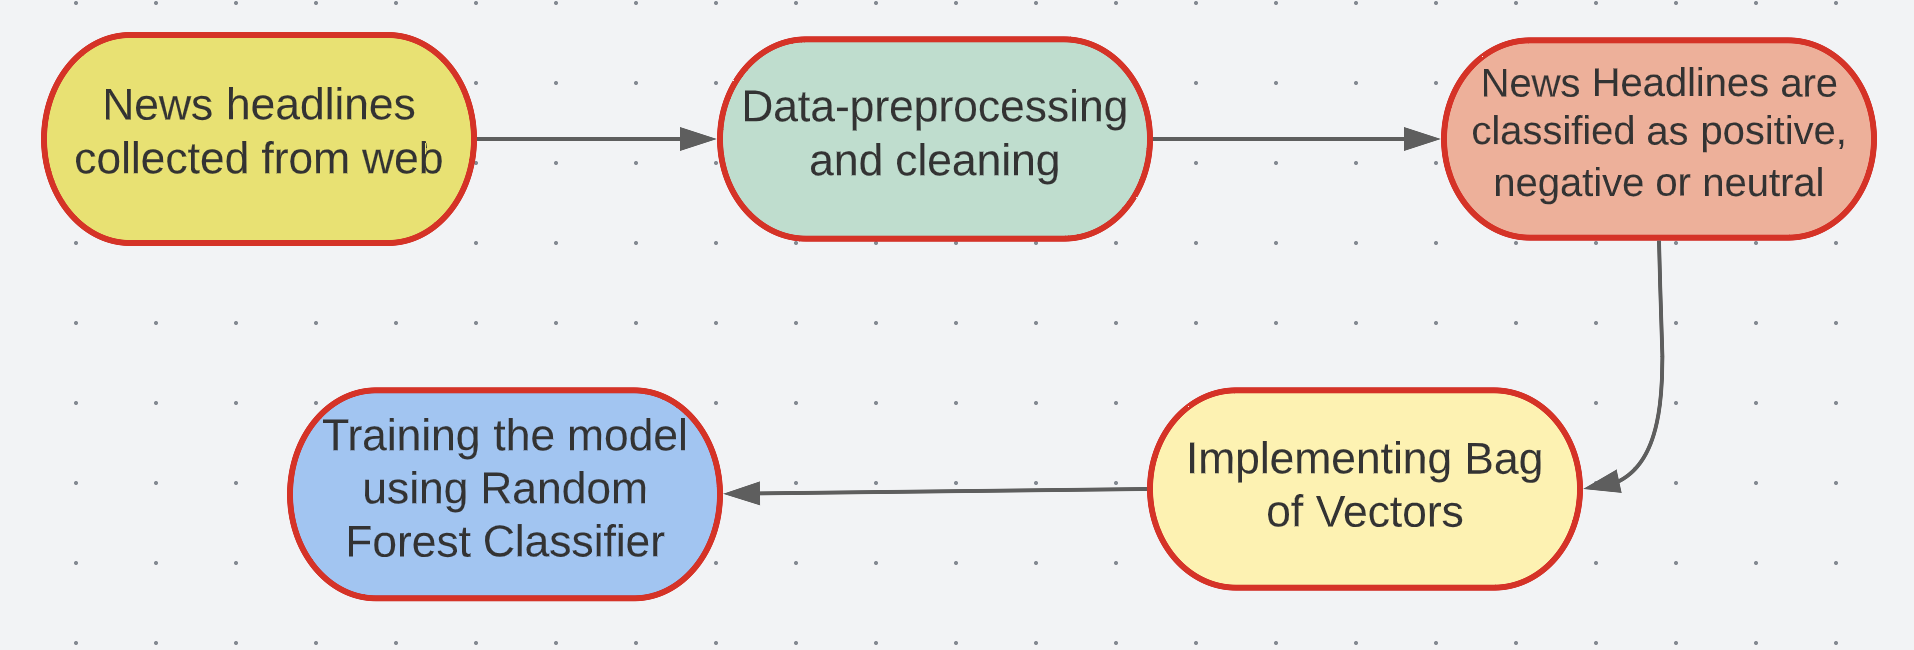 News headlines
collected from web
Data-preprocessing
and cleaning
News Headlines are
classified as positive,
negative or neutral
Implementing Bag
of Vectors
Training the model
using Random
Forest Classifier